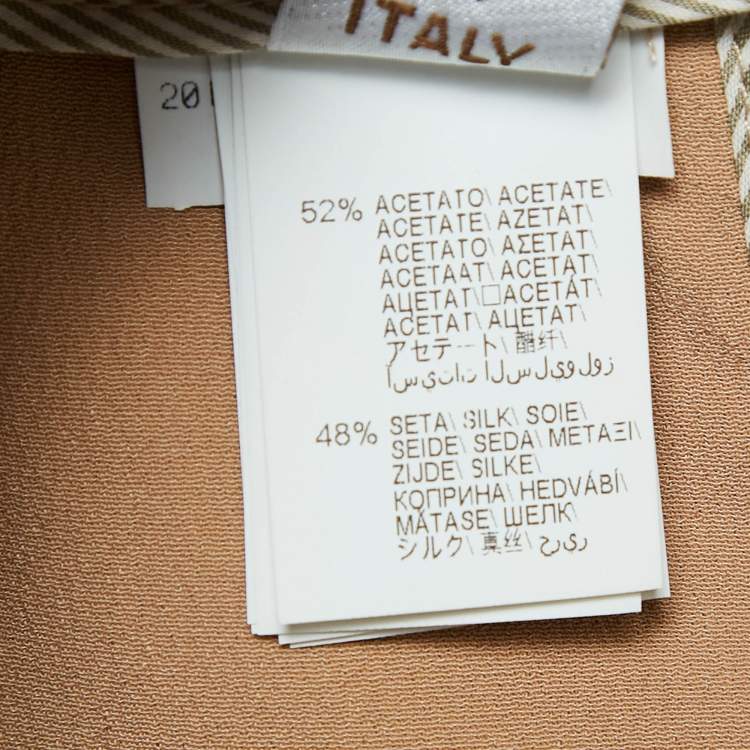 ITALY
20
52% ACETATO\ ACETATE\
ACETATE\ AZETAT\
ACETATO\ ΑΣΕΤΑΤ\
ACETAAT\ ACETAT\
АЦЕТАТ\□ACETÁT\
ACETAT\ АЦЕТАТ\
アセテート\ 醋纤\
اسيتات السليولوز
48% SETA\ SILK\ SOIE\
SEIDE\ SEDA\ ΜΕΤΑΞΙ\
ZIJDE\ SILKE\
КОПРИНА\ HEDVÁBÍ\
MĂTASE\ ШЕЛК\
シルク\ 真丝\ حرير